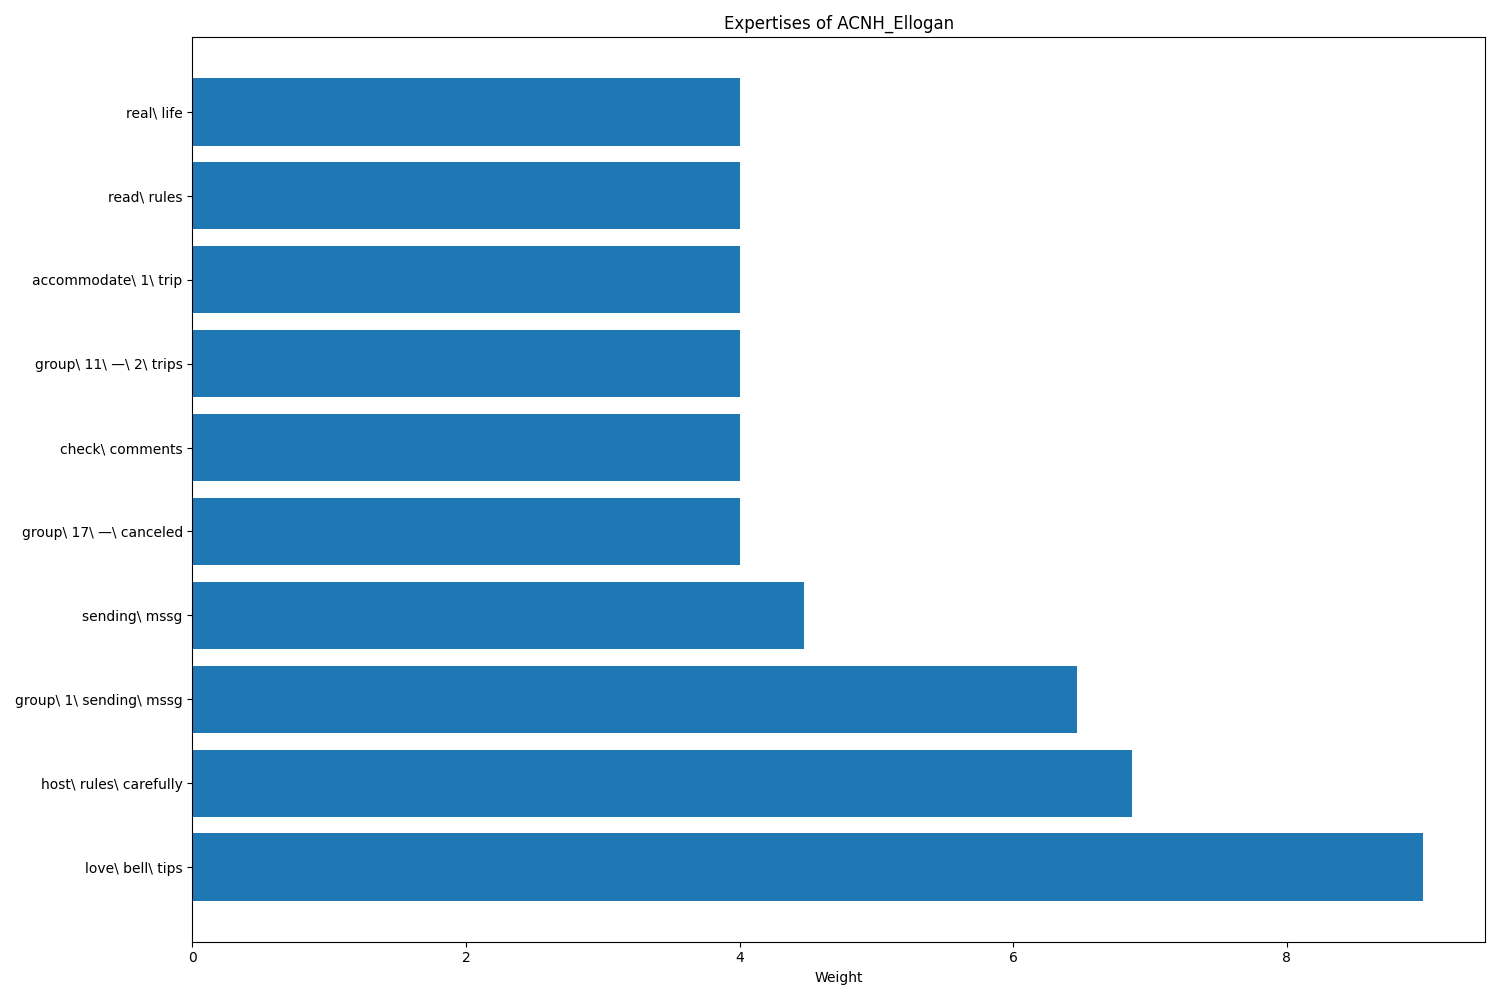 Expertises of ACNH_Ellogan
real\ life
read\ rules
accommodate\ 1\ trip
group\ 11\ —\ 2\ trips
check\ comments
group\ 17\ —\ canceled
sending\ mssg
group\ 1\ sending\ mssg
host\ rules\ carefully
love\ bell\ tips
0 2 4 6 8
Weight